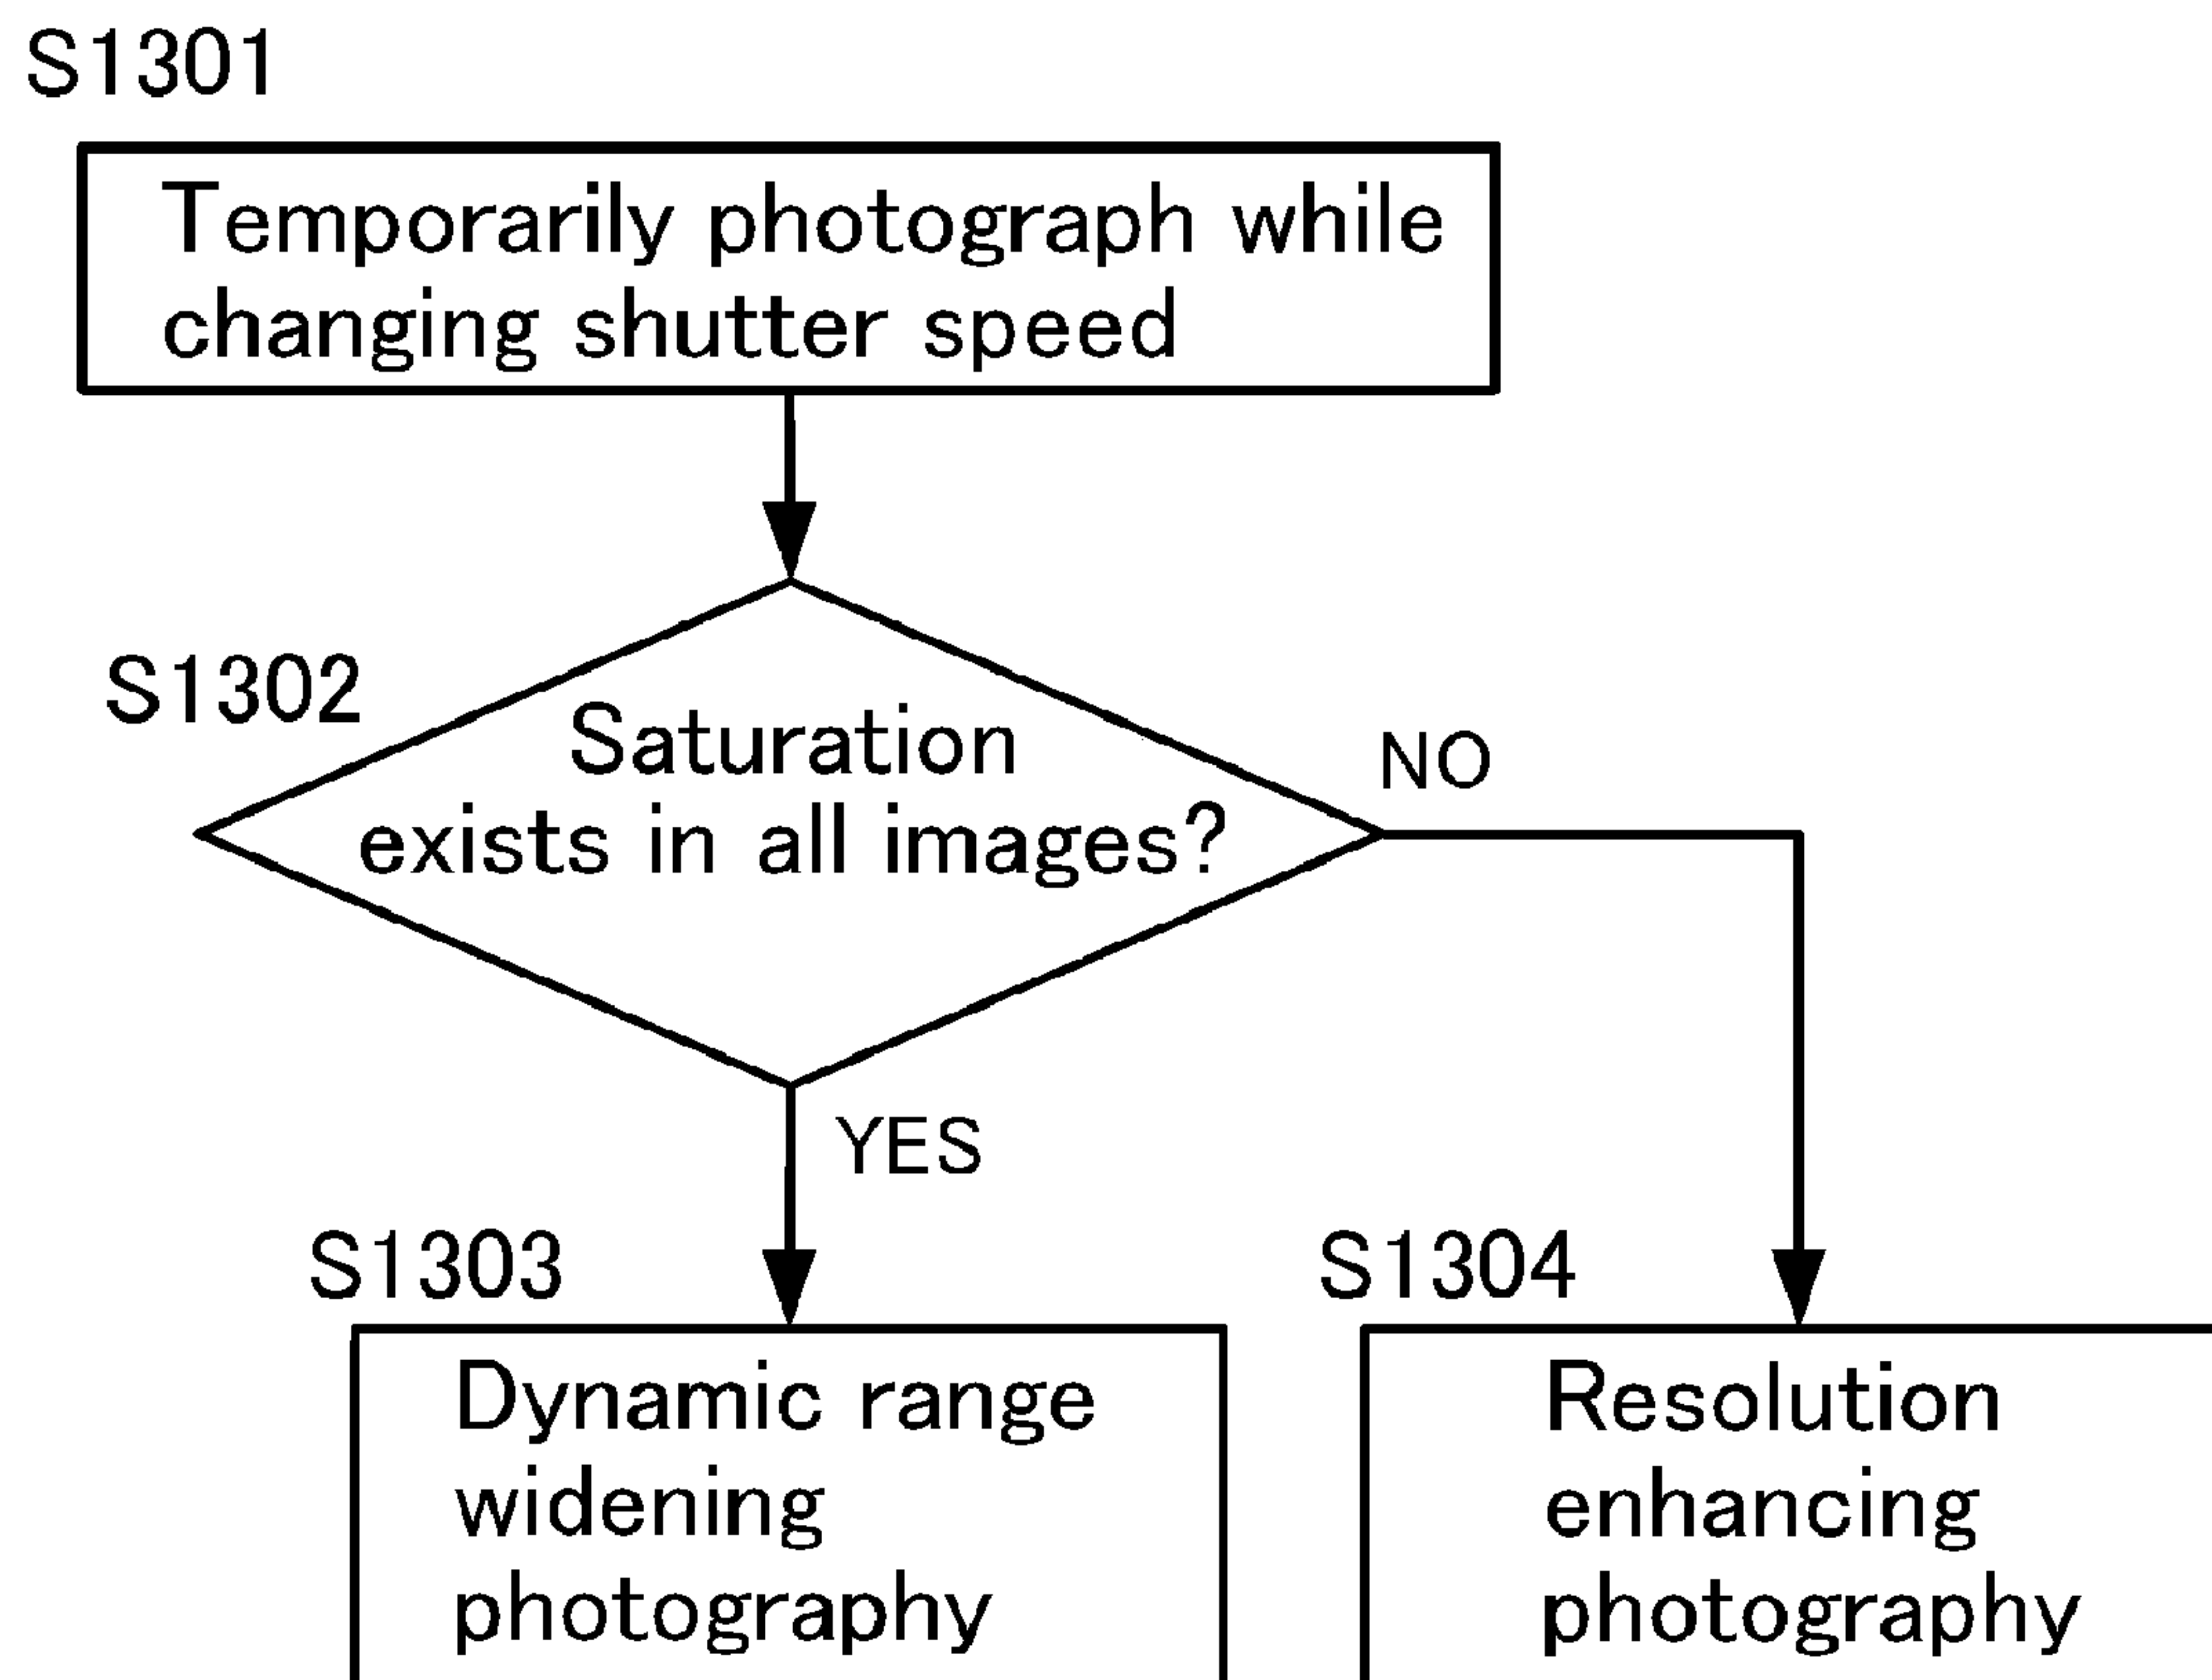 S1301
Temporarily photograph while
changing shutter speed
S1302
Saturation
exists in all images?
NO
YES
S1303
Dynamic range
widening
photography
S1304
Resolution
enhancing
photography